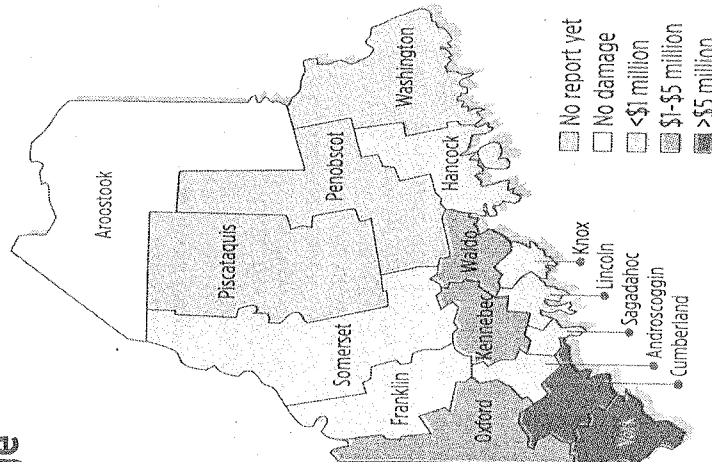 Aroostook
Piscataquis
Penobscot
Washington
Somerset
Hancock
Franklin
Waldo
Kennebec
Oxford
York
Knox
Lincoln
Sagadahoc
Androscoggin
Cumberland
No report yet
No damage
<$1 million
$1-$5 million
>$5 million